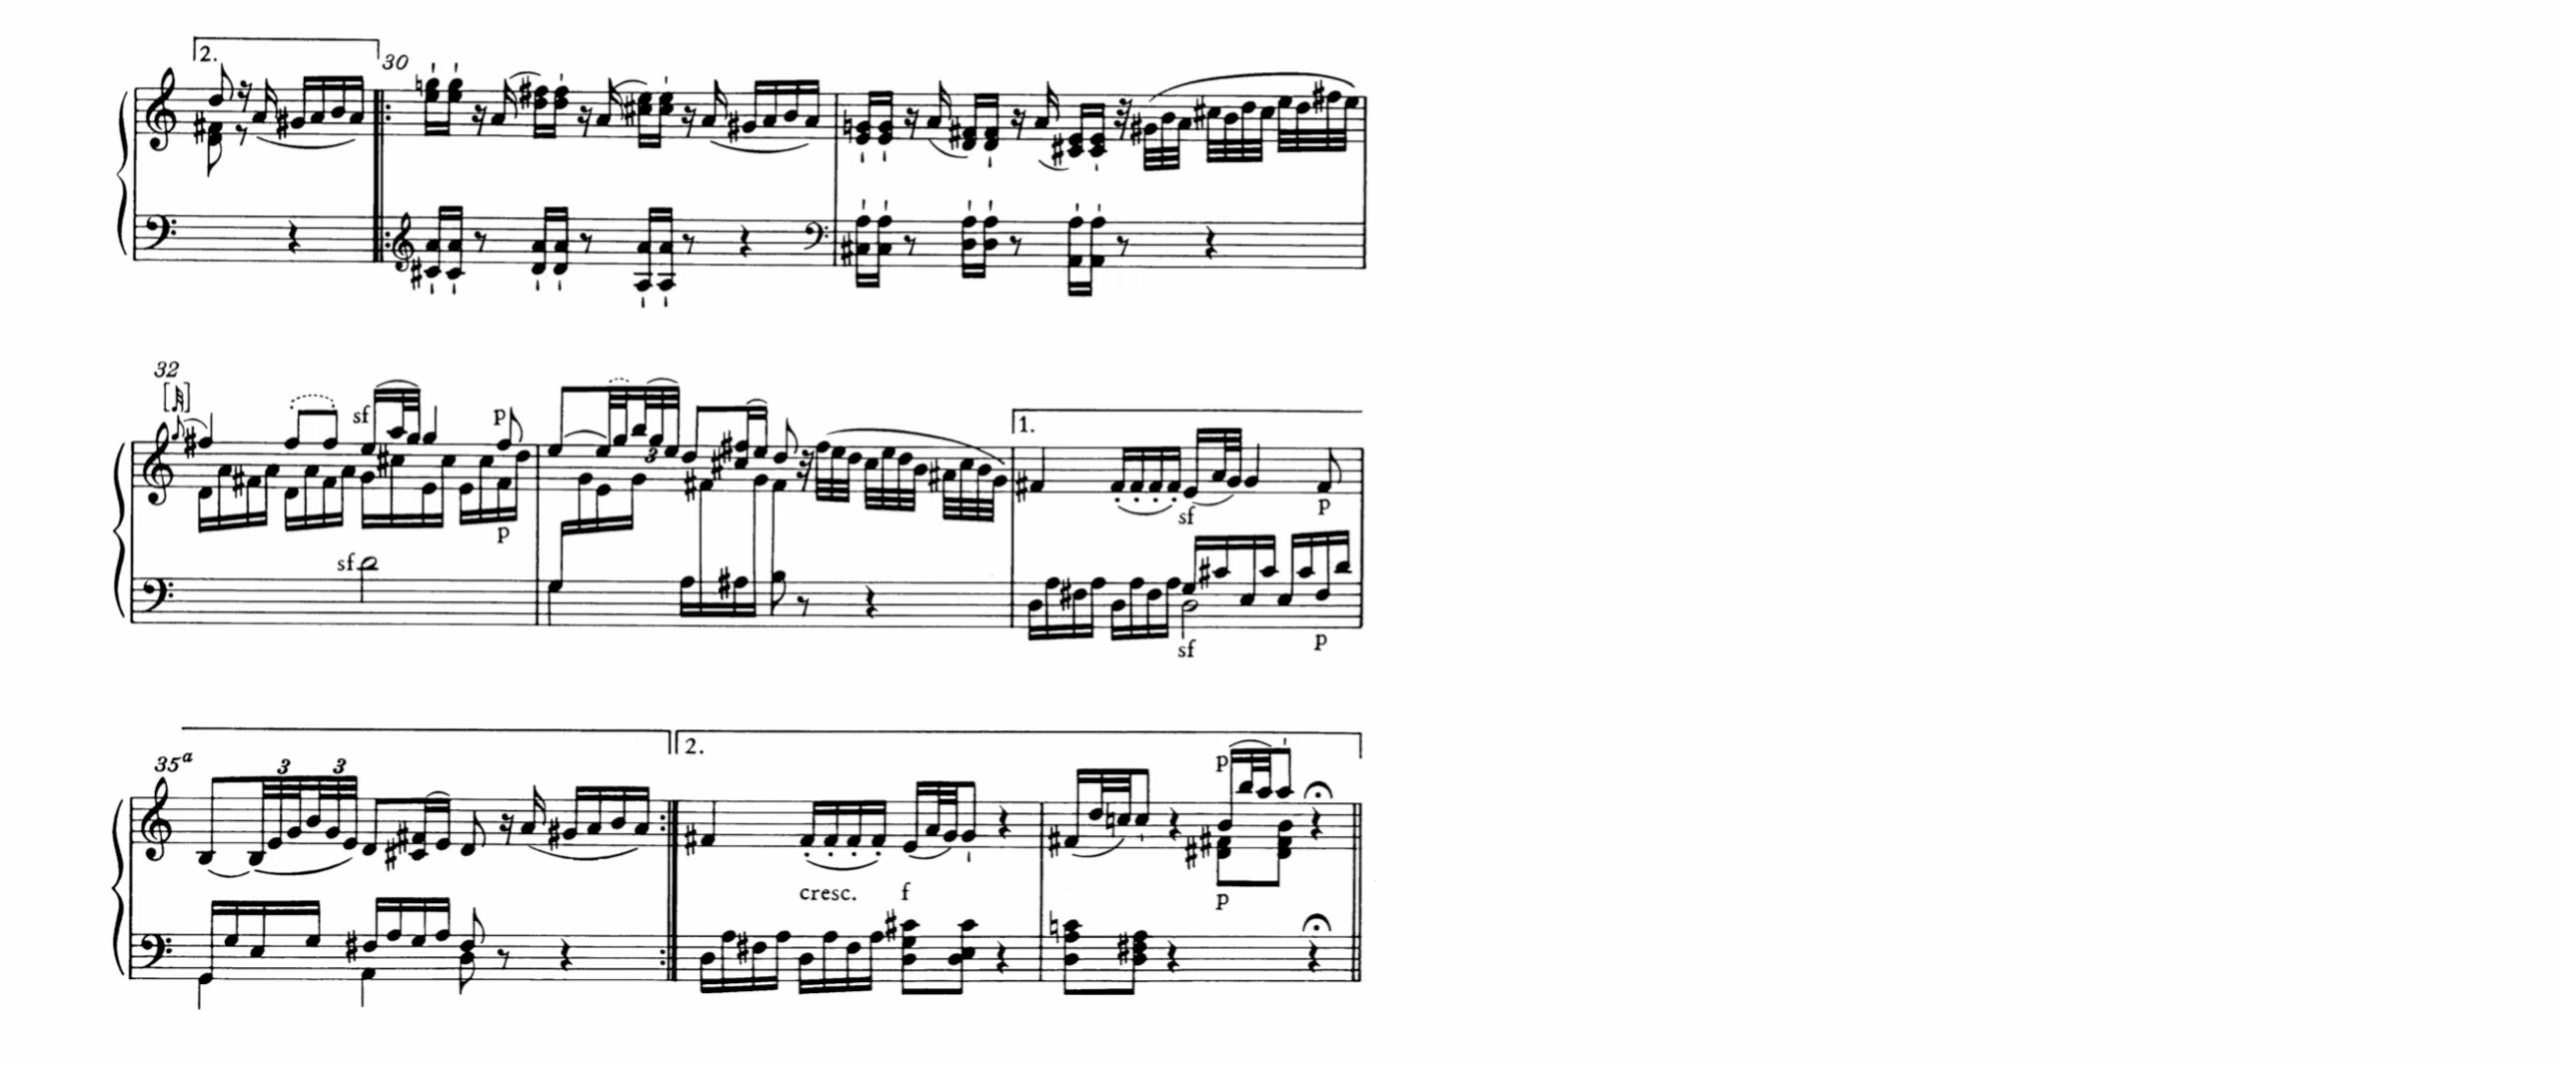 2. 30
32
sf p
3
1.
sf p
p
sf
sf p
35a 3 3 2.
p
cresc. f p